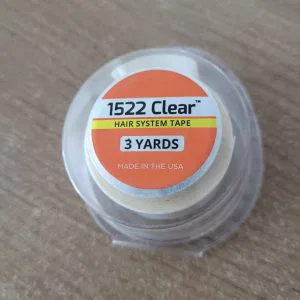 1522 Clear™
HAIR SYSTEM TAPE
3 YARDS
MADE IN THE USA